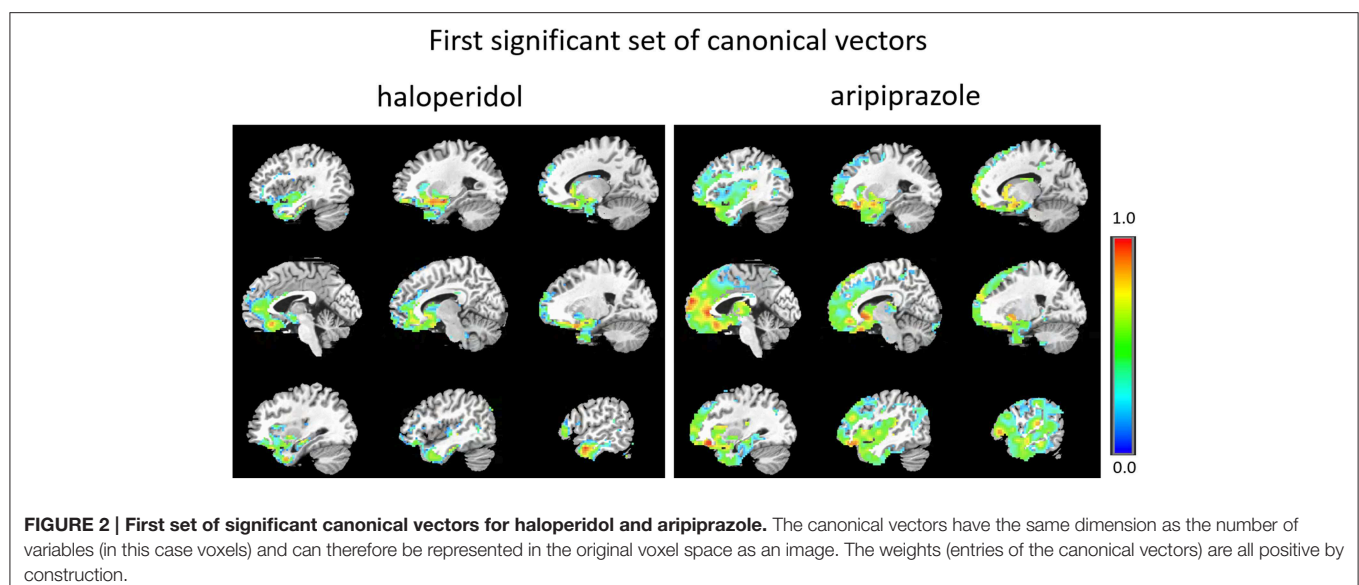 First significant set of canonical vectors
haloperidol
aripiprazole
1.0
0.0
FIGURE 2 | First set of significant canonical vectors for haloperidol and aripiprazole. The canonical vectors have the same dimension as the number of
variables (in this case voxels) and can therefore be represented in the original voxel space as an image. The weights (entries of the canonical vectors) are all positive by
construction.